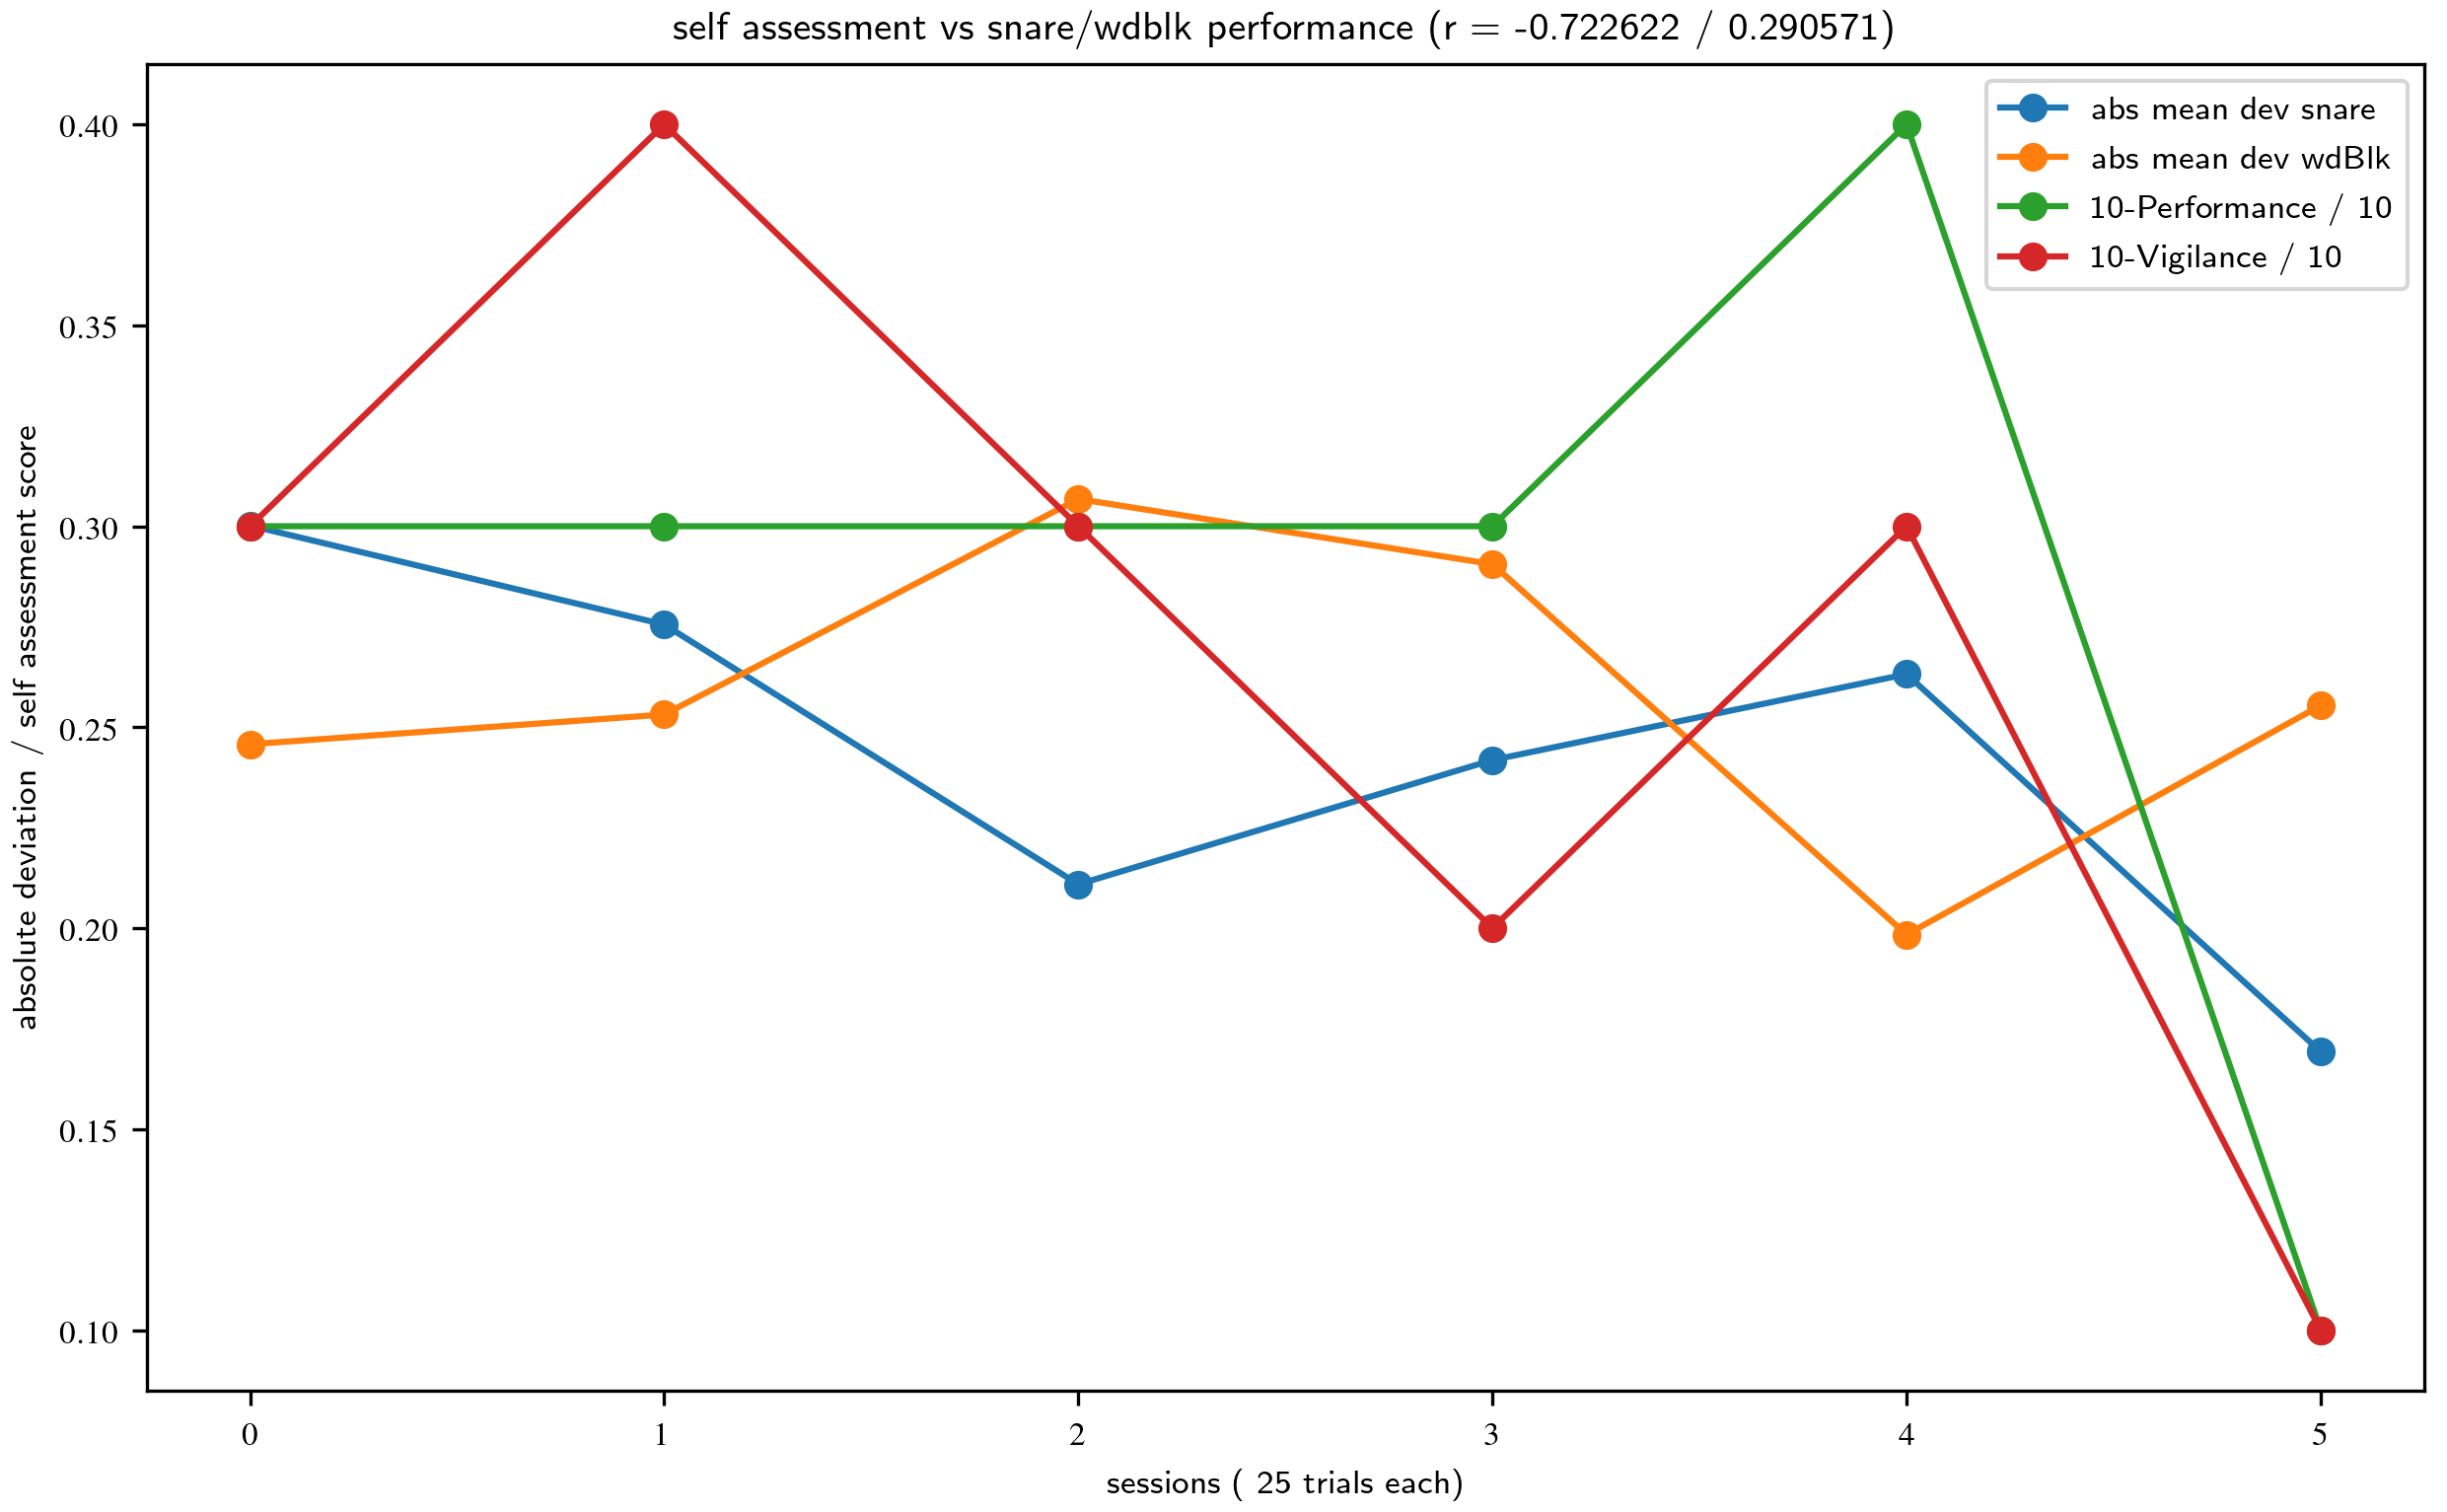 self assessment vs snare/wdblk performance (r = -0.722622 / 0.290571)
abs mean dev snare
abs mean dev wdBlk
10-Performance / 10
10-Vigilance / 10
absolute deviation / self assessment score
0.40
0.35
0.30
0.25
0.20
0.15
0.10
0 1 2 3 4 5
sessions ( 25 trials each)